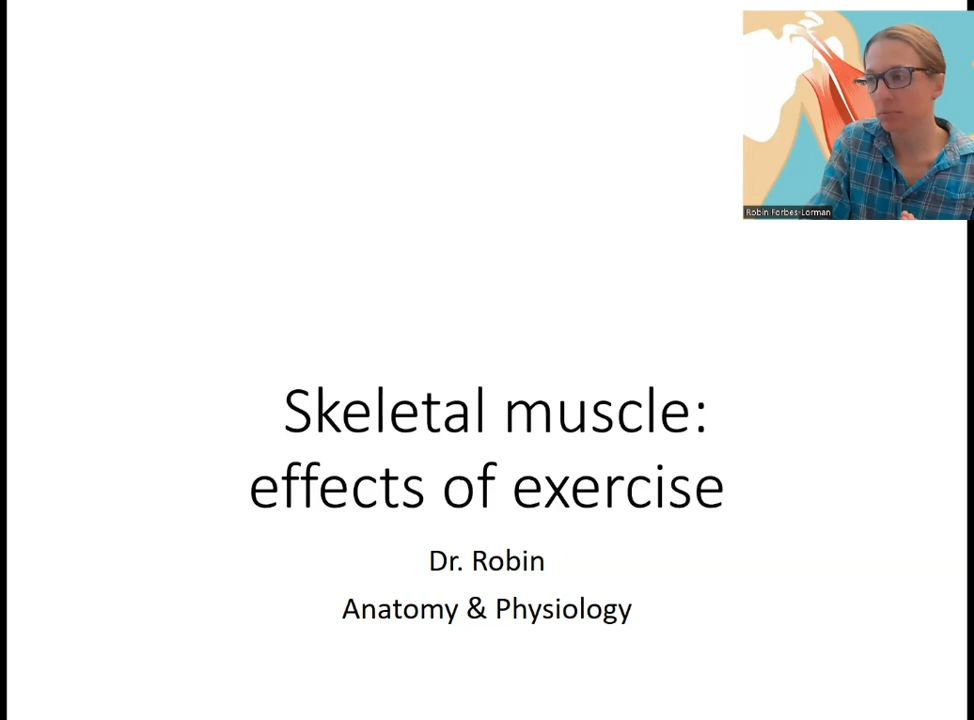 Robin Forbes-Lorman
Skeletal muscle:
effects of exercise
Dr. Robin
Anatomy & Physiology